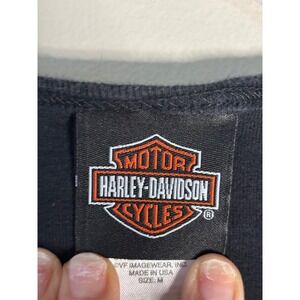 MOTOR
HARLEY-DAVIDSON
CYCLES
®
©VF IMAGEWEAR, INC.
MADE IN USA
SIZE: M